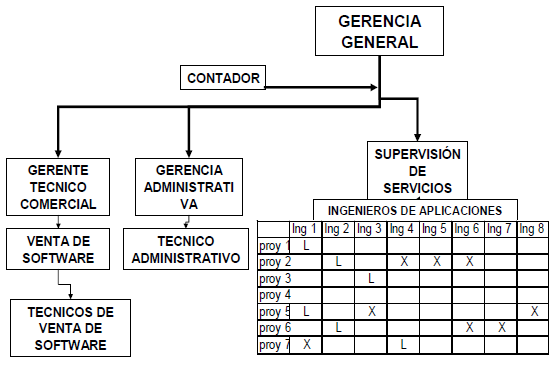 GERENCIA
GENERAL
CONTADOR
GERENTE
TECNICO
COMERCIAL
GERENCIA
ADMINISTRATI
VA
SUPERVISIÓN
DE
SERVICIOS
VENTA DE
SOFTWARE
TECNICO
ADMINISTRATIVO
TECNICOS DE
VENTA DE
SOFTWARE
INGENIEROS DE APLICACIONES
Ing 1 Ing 2 Ing 3 Ing 4 Ing 5 Ing 6 Ing 7 Ing 8
proy 1 L
proy 2 L X X X
proy 3 L
proy 4
proy 5 L X X
proy 6 L X X
proy 7 X L